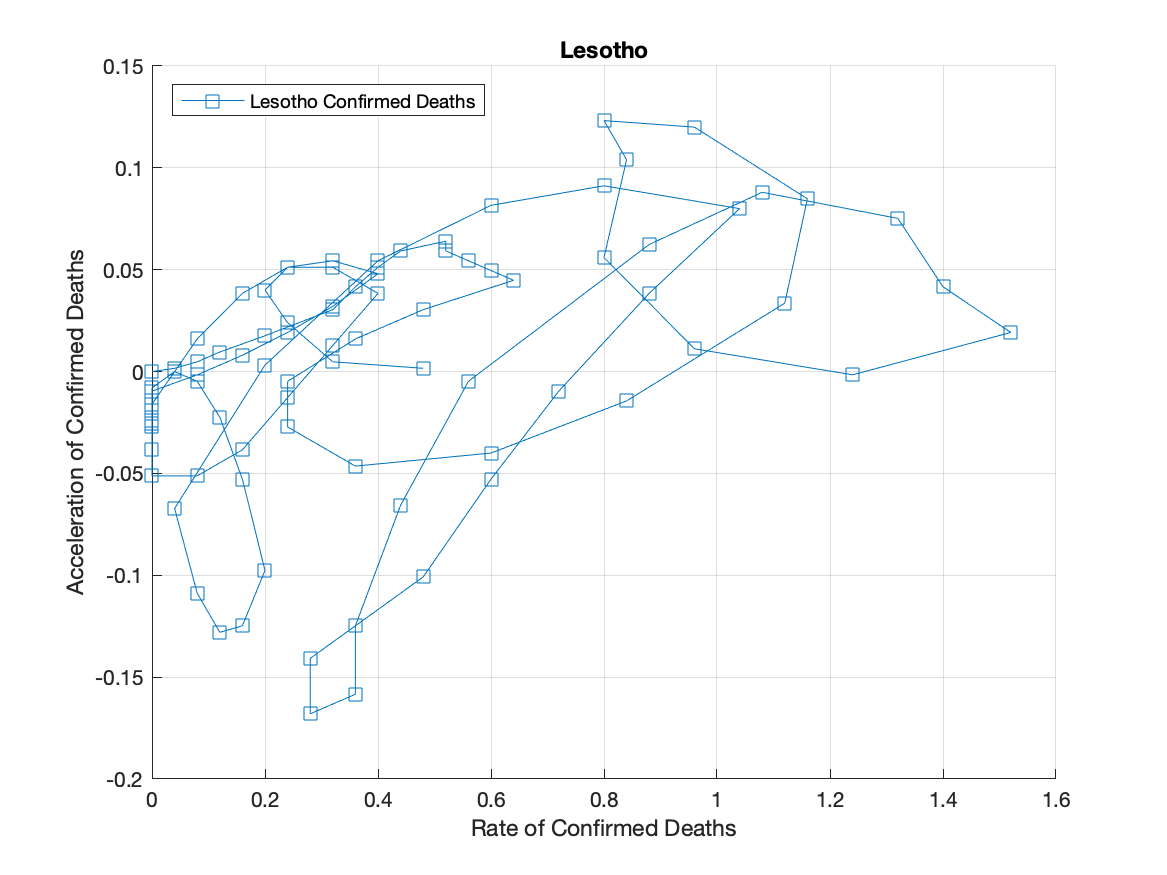 Lesotho
0.15
Lesotho Confirmed Deaths
0.1
0.05
0
-0.05
-0.1
-0.15
-0.2
Acceleration of Confirmed Deaths
0 0.2 0.4 0.6 0.8 1 1.2 1.4 1.6
Rate of Confirmed Deaths